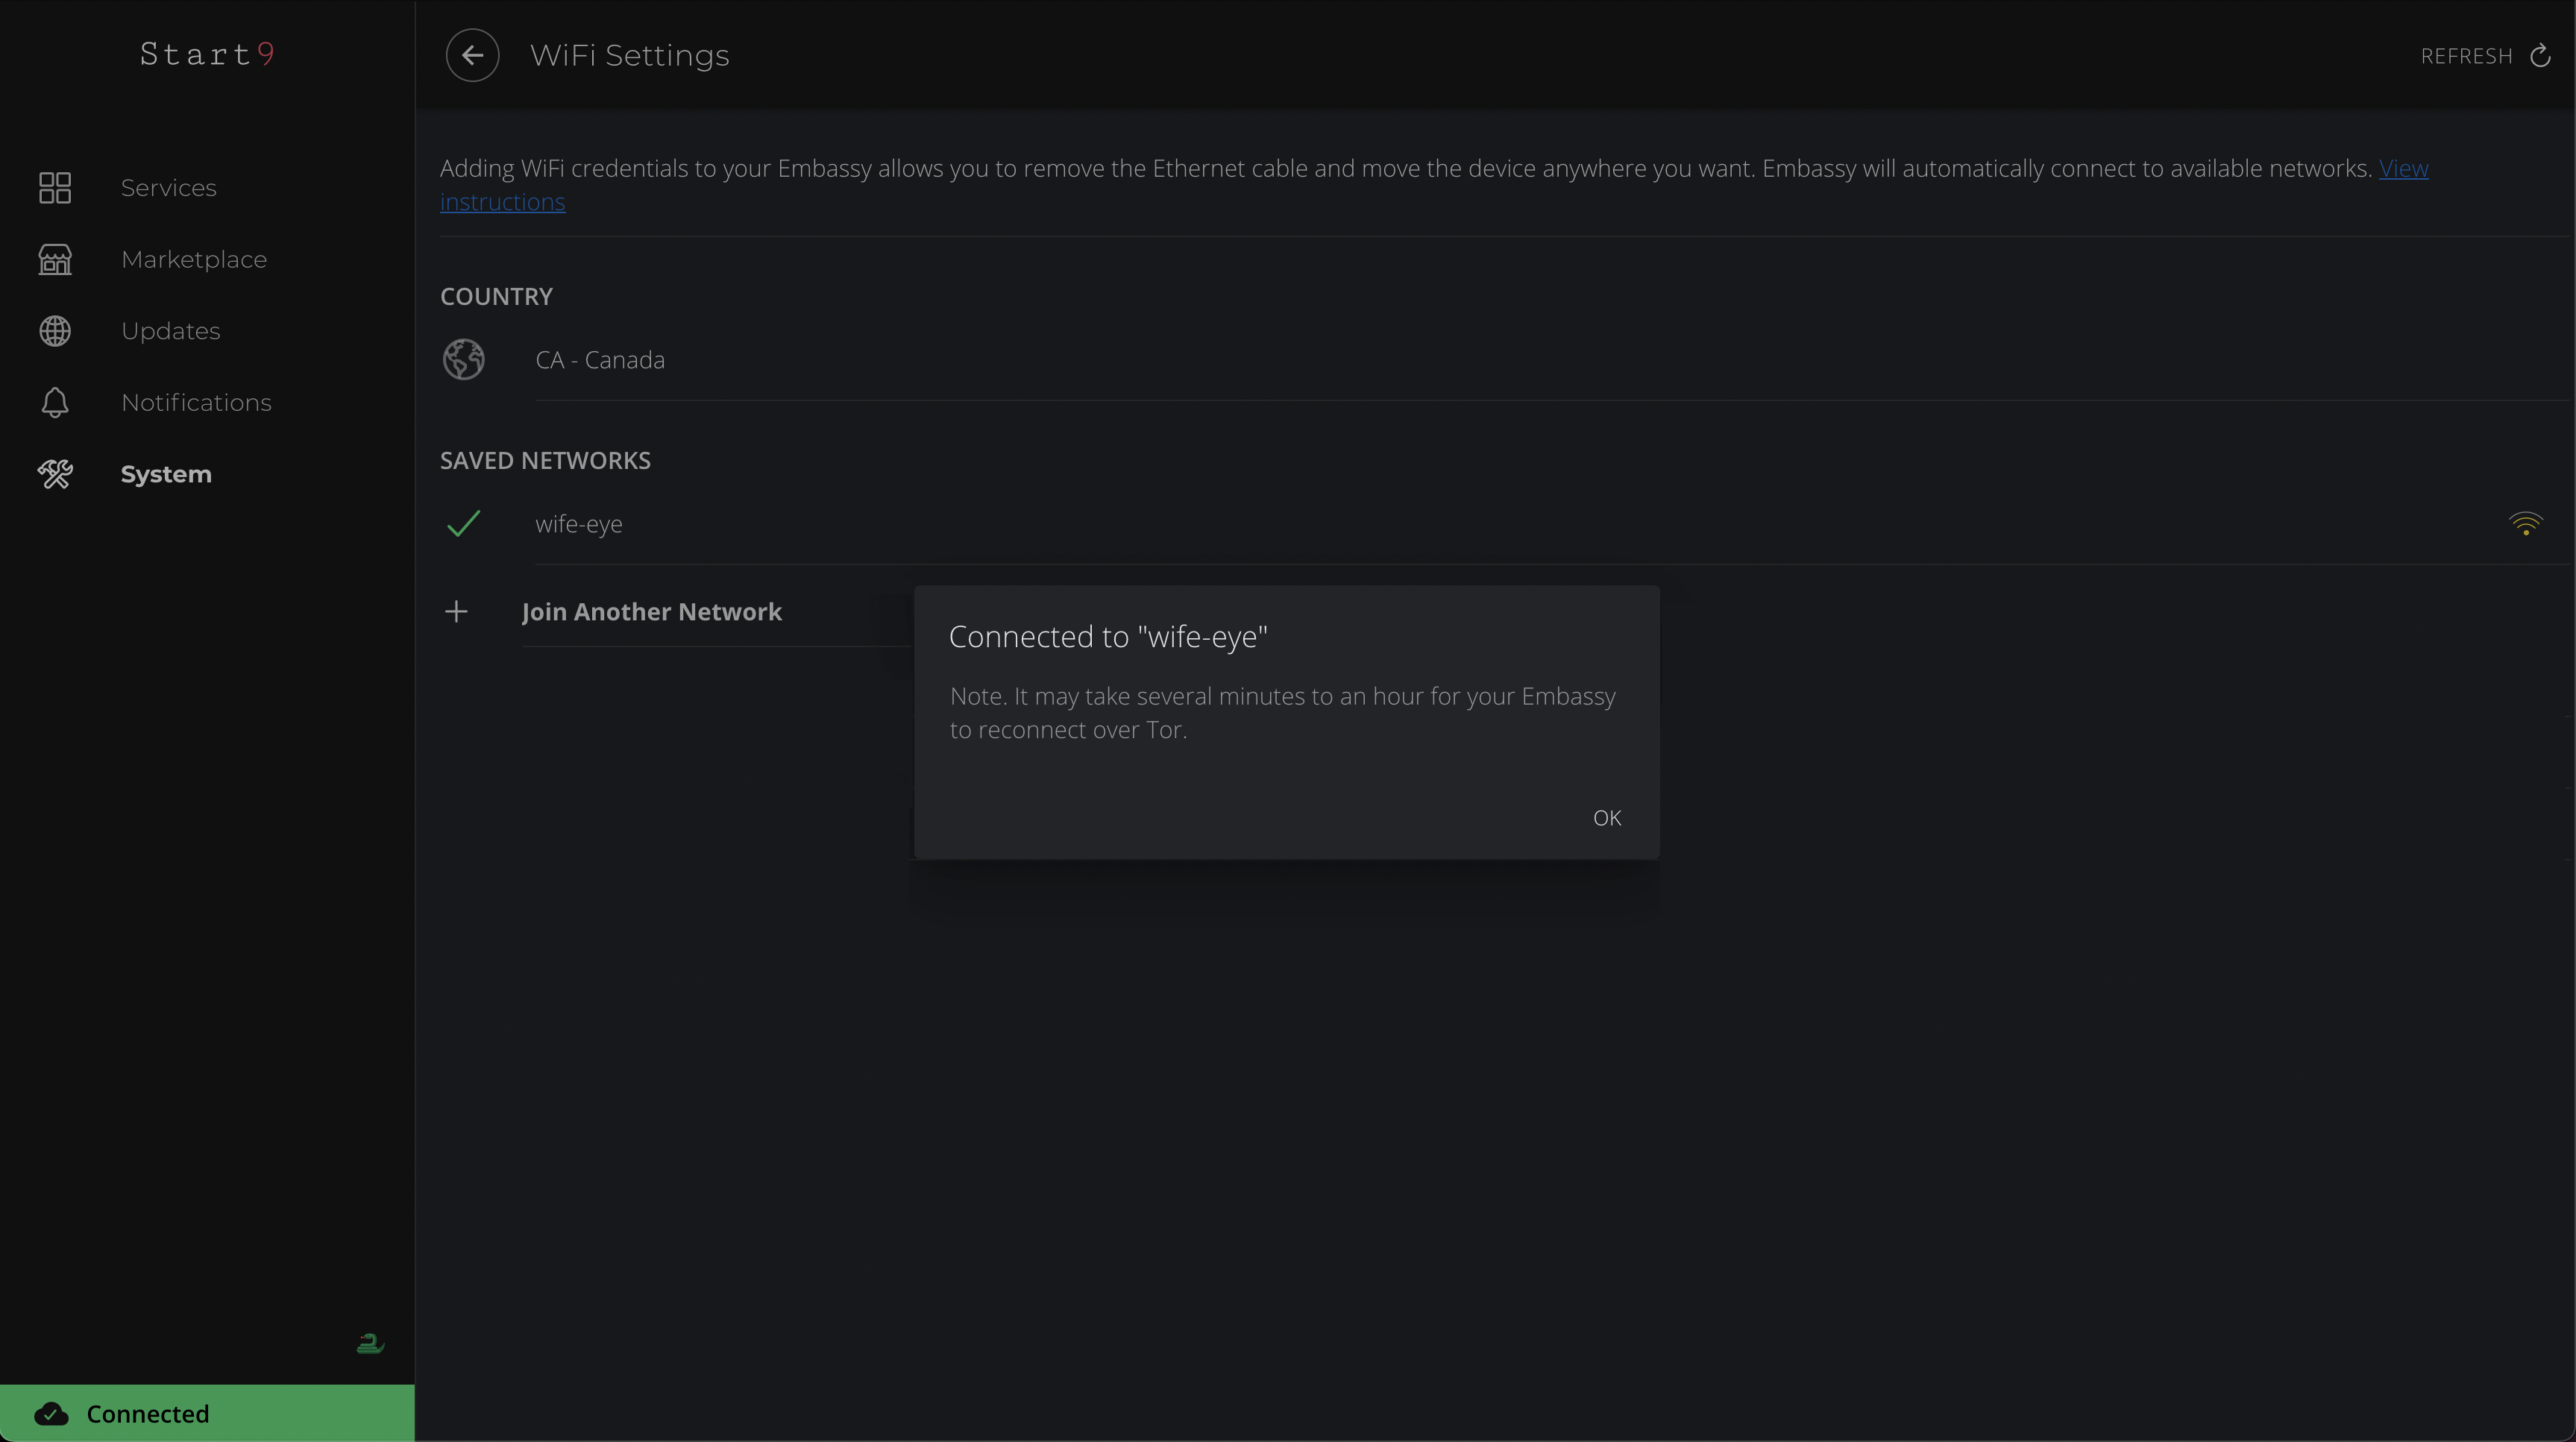 Start9
Services
Marketplace
Updates
Notifications
System
Connected
WiFi Settings
REFRESH
Adding WiFi credentials to your Embassy allows you to remove the Ethernet cable and move the device anywhere you want. Embassy will automatically connect to available networks. View
instructions
COUNTRY
CA - Canada
SAVED NETWORKS
wife-eye
Join Another Network
Connected to "wife-eye"
Note. It may take several minutes to an hour for your Embassy
to reconnect over Tor.
OK